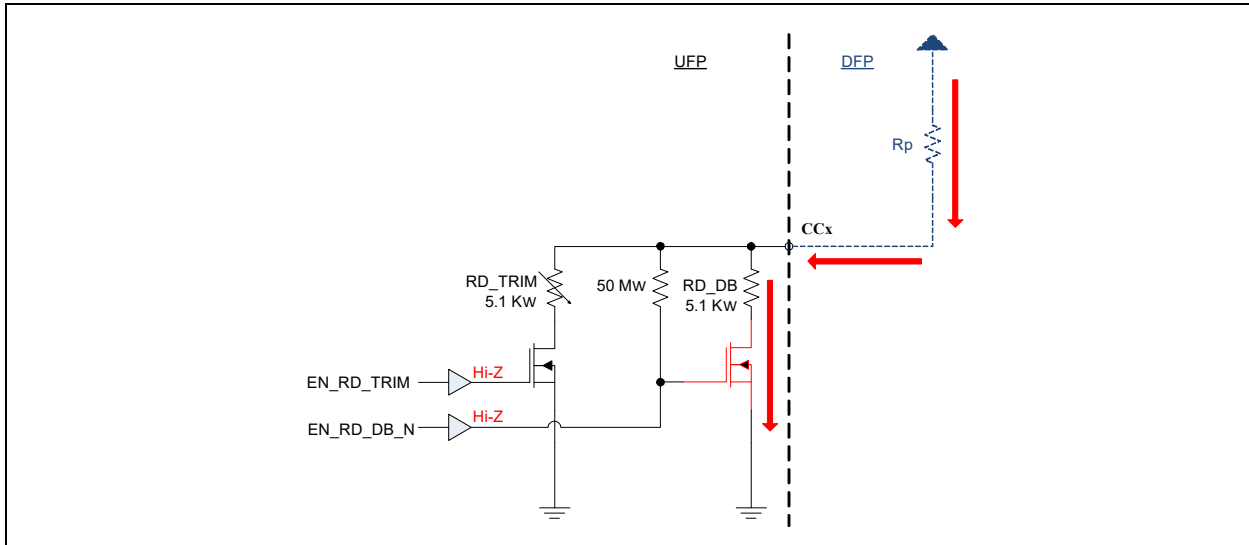 UFP
DFP
Rp
CCx
RD_TRIM
5.1 Kw
50 Mw
RD_DB
5.1 Kw
EN_RD_TRIM
Hi-Z
EN_RD_DB_N
Hi-Z